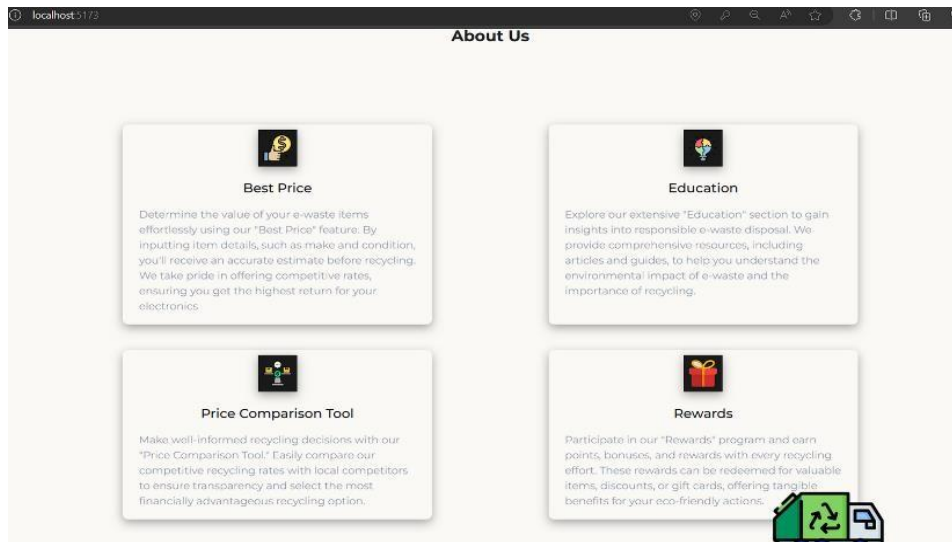 localhost:5173
About Us
Best Price
Determine the value of your e-waste items
effortlessly using our "Best Price" feature. By
inputting item details, such as make and condition,
you'll receive an accurate estimate before recycling.
We take pride in offering competitive rates,
ensuring you get the highest return for your
electronics
Education
Explore our extensive "Education" section to gain
insights into responsible e-waste disposal. We
provide comprehensive resources, including
articles and guides, to help you understand the
environmental impact of e-waste and the
importance of recycling.
Price Comparison Tool
Make well-informed recycling decisions with our
"Price Comparison Tool." Easily compare our
competitive recycling rates with local competitors
to ensure transparency and select the most
financially advantageous recycling option.
Rewards
Participate in our "Rewards" program and earn
points, bonuses, and rewards with every recycling
effort. These rewards can be redeemed for valuable
items, discounts, or gift cards, offering tangible
benefits for your eco-friendly actions.